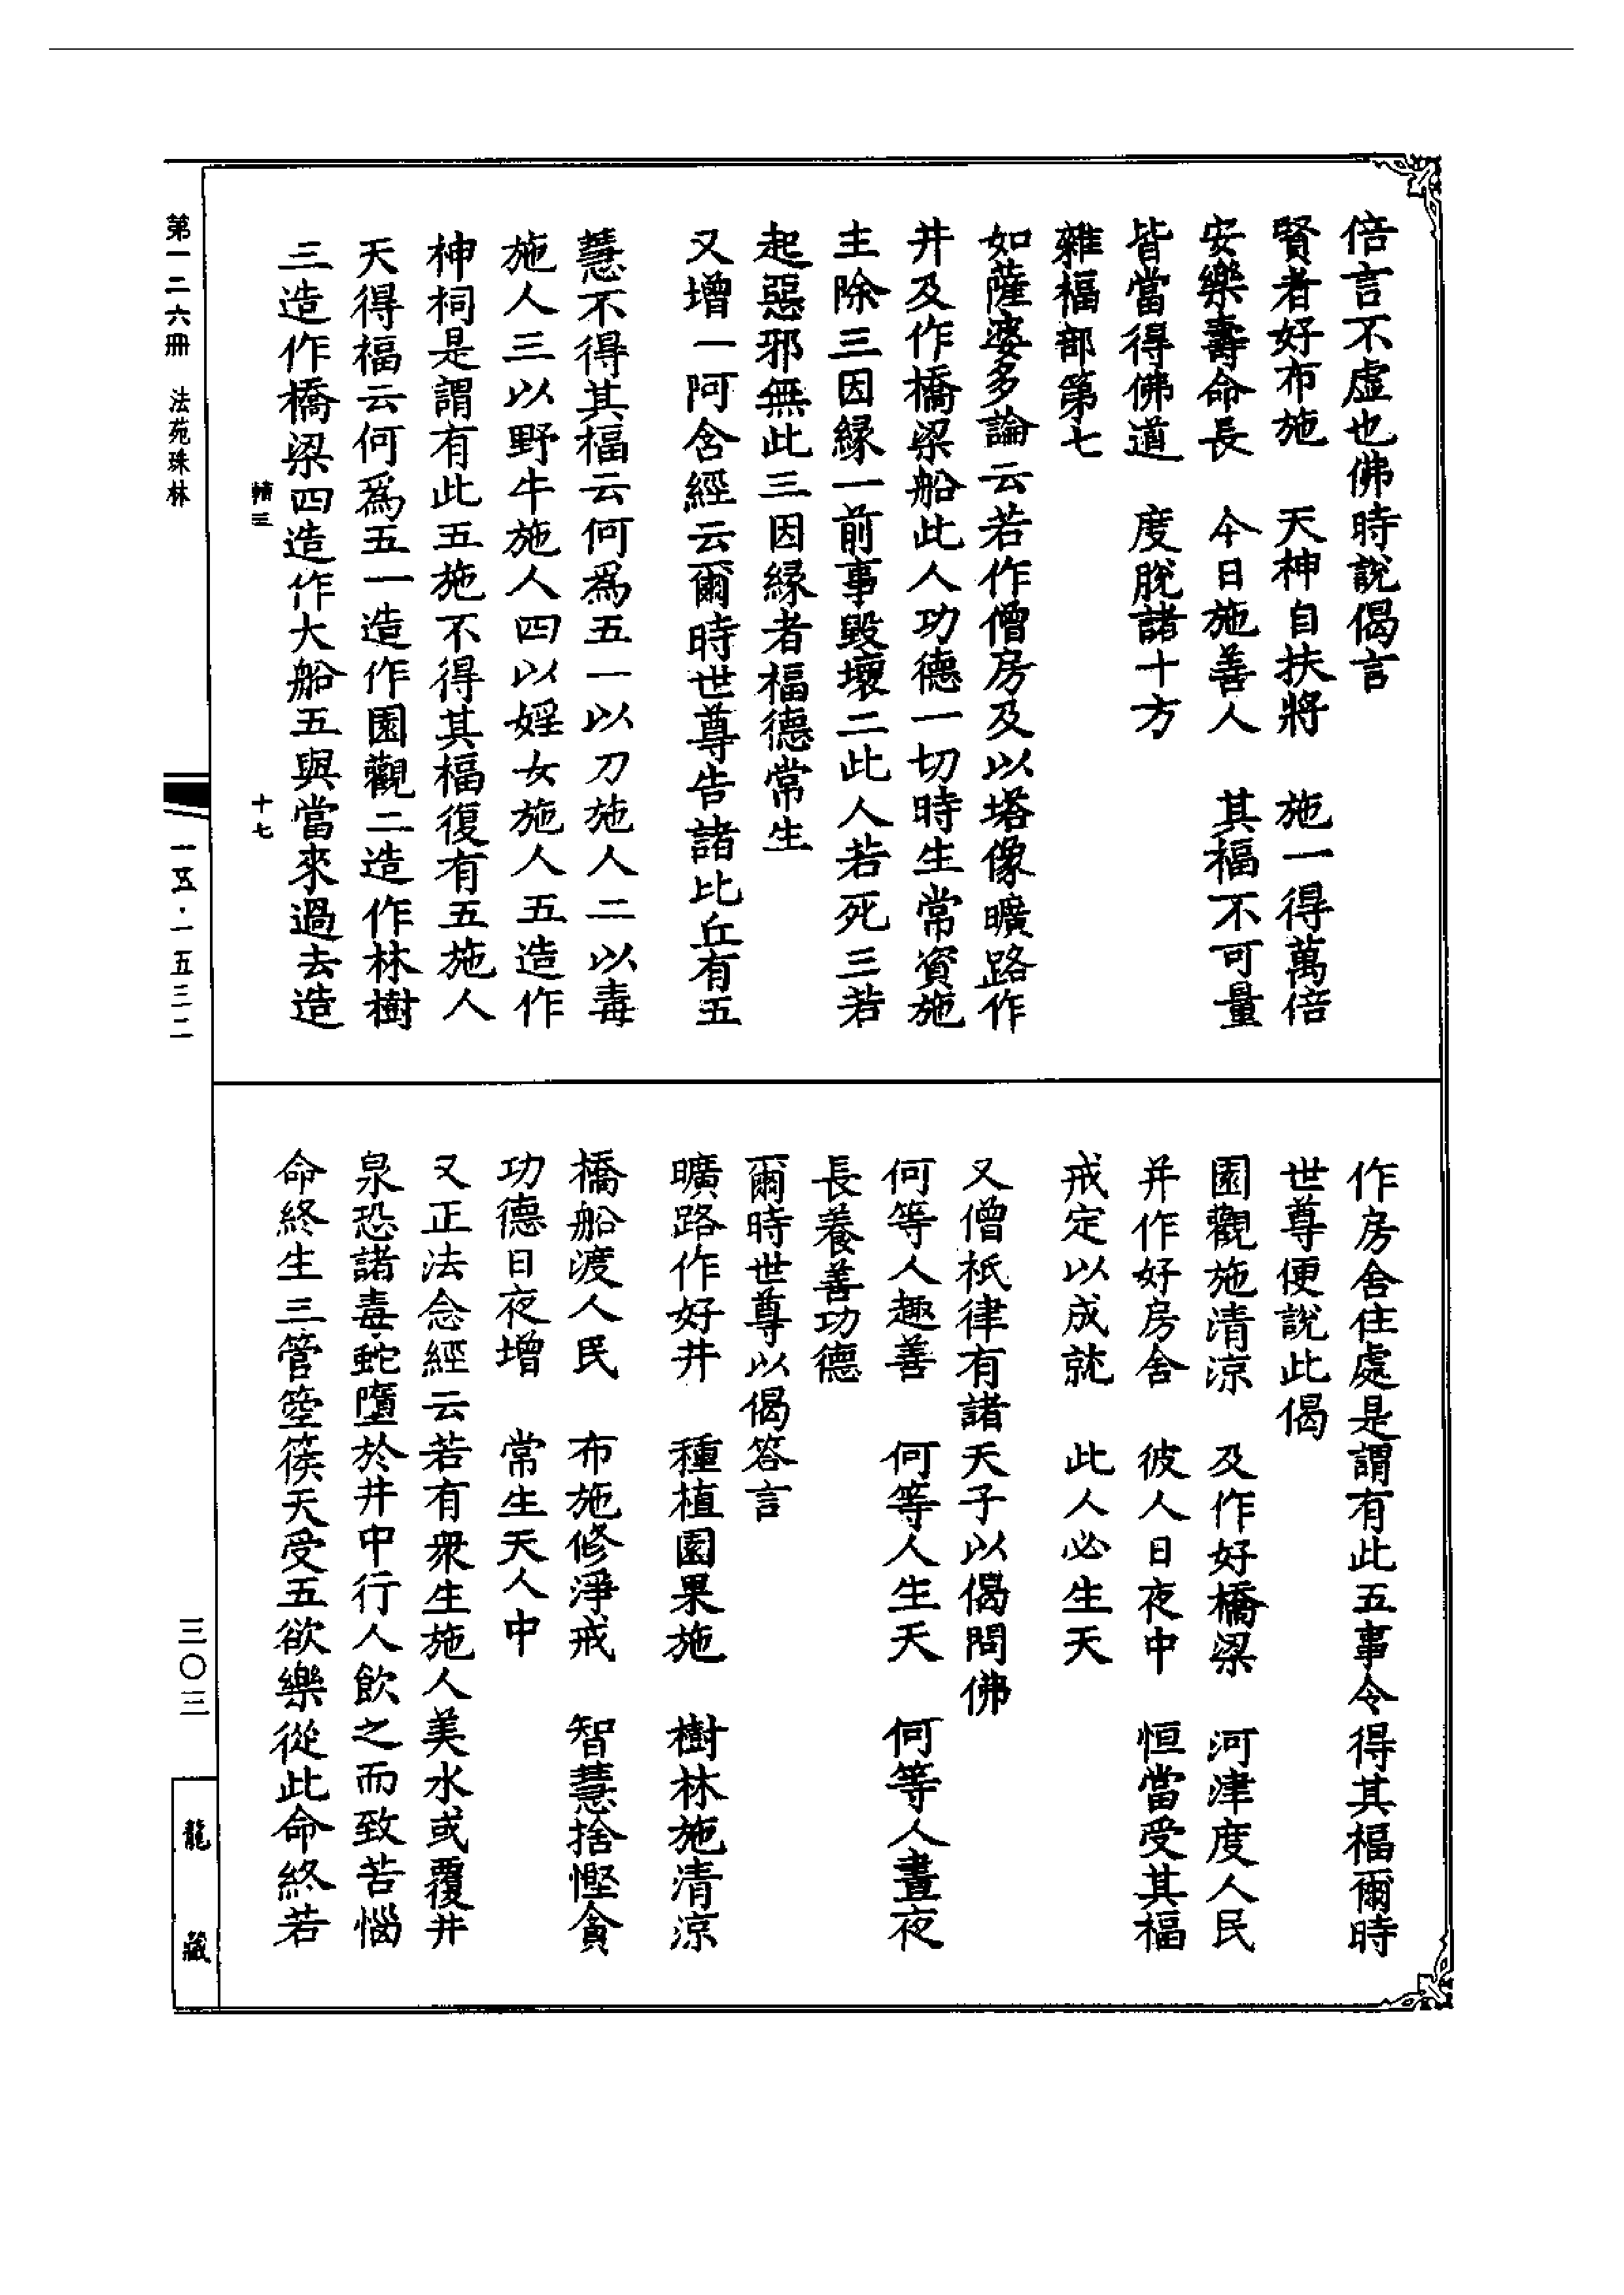 倍言不虛也佛時說偈言
賢者好布施　天神自扶將　施一得萬倍
安樂壽命長　今日施善人　其福不可量
皆當得佛道　度脫諸十方
雜福部第七
如薩婆多論云若作僧房及以塔像曠路作
井及作橋梁船此人功德一切時生常資施
主除三因緣一前事毀壞二此人若死三若
起惡邪無此三因緣者福德常生
又增一阿含經云爾時世尊告諸比丘有五
慧不得其福云何爲五一以刀施人二以毒
施人三以野牛施人四以婬女施人五造作
神祠是謂有此五施不得其福復有五施人
天得福云何爲五一造作園觀二造作林樹
三造作橋梁四造作大船五與當來過去造
十七
作房舍住處是謂有此五事令得其福爾時
世尊便說此偈
園觀施清涼　及作好橋梁　河津度人民
并作好房舍　彼人日夜中　恒當受其福
戒定以成就　此人必生天
又僧祇律有諸天子以偈問佛
何等人趣善　何等人生天　何等人晝夜
長養善功德
爾時世尊以偈答言
曠路作好井　種植園果施　樹林施清涼
橋船渡人民　布施修淨戒　智慧捨慳貪
功德日夜增　常生天人中
又正法念經云若有衆生施人美水或覆井
泉恐諸毒蛇墮於井中行人飲之而致苦惱
命終生三箜篌天受五欲樂從此命終若
第一二六冊　法苑珠林
一五·一五三二
三〇三
龍藏